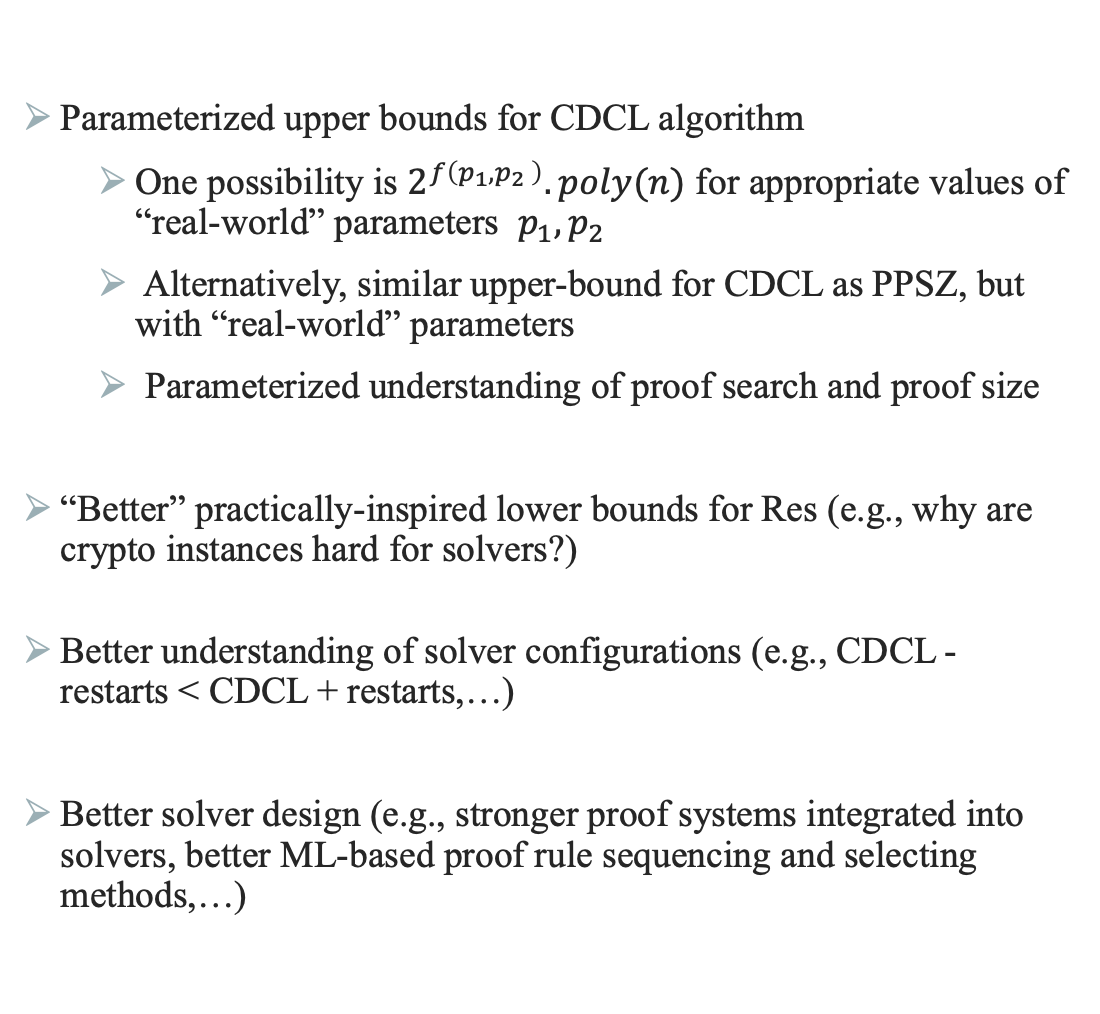 ➢ Parameterized upper bounds for CDCL algorithm
➢ One possibility is 2^{f(p₁,p₂)}.poly(n) for appropriate values of
“real-world” parameters p₁, p₂
➢ Alternatively, similar upper-bound for CDCL as PPSZ, but
with “real-world” parameters
➢ Parameterized understanding of proof search and proof size
➢ “Better” practically-inspired lower bounds for Res (e.g., why are
crypto instances hard for solvers?)
➢ Better understanding of solver configurations (e.g., CDCL -
restarts < CDCL + restarts,…)
➢ Better solver design (e.g., stronger proof systems integrated into
solvers, better ML-based proof rule sequencing and selecting
methods,…)